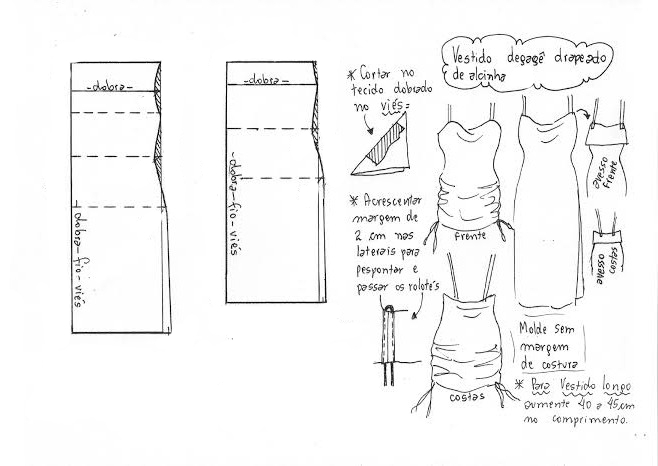 Vestido degagê drapeado
de alcinha
-dobra-
-dobra-fio-viés
-dobra-
-dobra-fio-viés
* Cortar no
tecido dobrado
no viés=
* Acrescentar
margem de
2 cm nas
laterais para
pespontar e
passar os rolotês
frente
costas
avesso
frente
avesso
costas
Molde sem
margem
de costura
* Para Vestido longo
aumente 40 a 45cm
no comprimento.